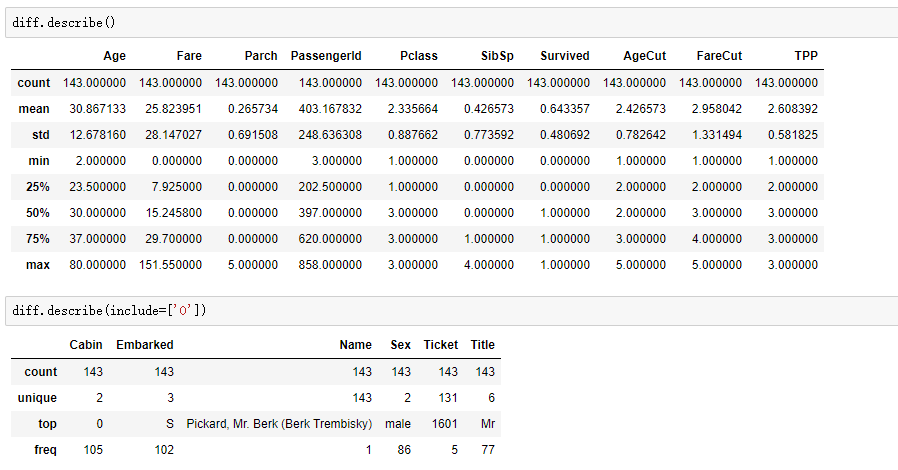 diff.describe()
Age Fare Parch PassengerId Pclass SibSp Survived AgeCut FareCut TPP
count 143.000000 143.000000 143.000000 143.000000 143.000000 143.000000 143.000000 143.000000 143.000000 143.000000
mean 30.867133 25.823951 0.265734 403.167832 2.335664 0.426573 0.643357 2.426573 2.958042 2.608392
std 12.678160 28.147027 0.691508 248.636308 0.887662 0.773592 0.480692 0.782642 1.331494 0.581825
min 2.000000 0.000000 0.000000 3.000000 1.000000 0.000000 0.000000 1.000000 1.000000 1.000000
25% 23.500000 7.925000 0.000000 202.500000 1.000000 0.000000 0.000000 2.000000 2.000000 2.000000
50% 30.000000 15.245800 0.000000 397.000000 3.000000 0.000000 1.000000 2.000000 3.000000 3.000000
75% 37.000000 29.700000 0.000000 620.000000 3.000000 1.000000 1.000000 3.000000 4.000000 3.000000
max 80.000000 151.550000 5.000000 858.000000 3.000000 4.000000 1.000000 5.000000 5.000000 3.000000
diff.describe(include=['O'])
Cabin Embarked Name Sex Ticket Title
count 143 143 143 143 143 143
unique 2 3 143 2 131 6
top 0 S Pickard, Mr. Berk (Berk Trembisky) male 1601 Mr
freq 105 102 1 86 5 77